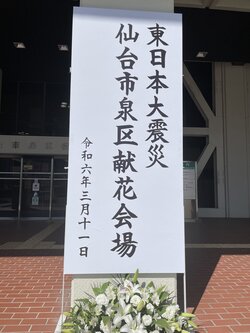 東日本大震災
仙台市泉区献花会場
令和六年三月十一日